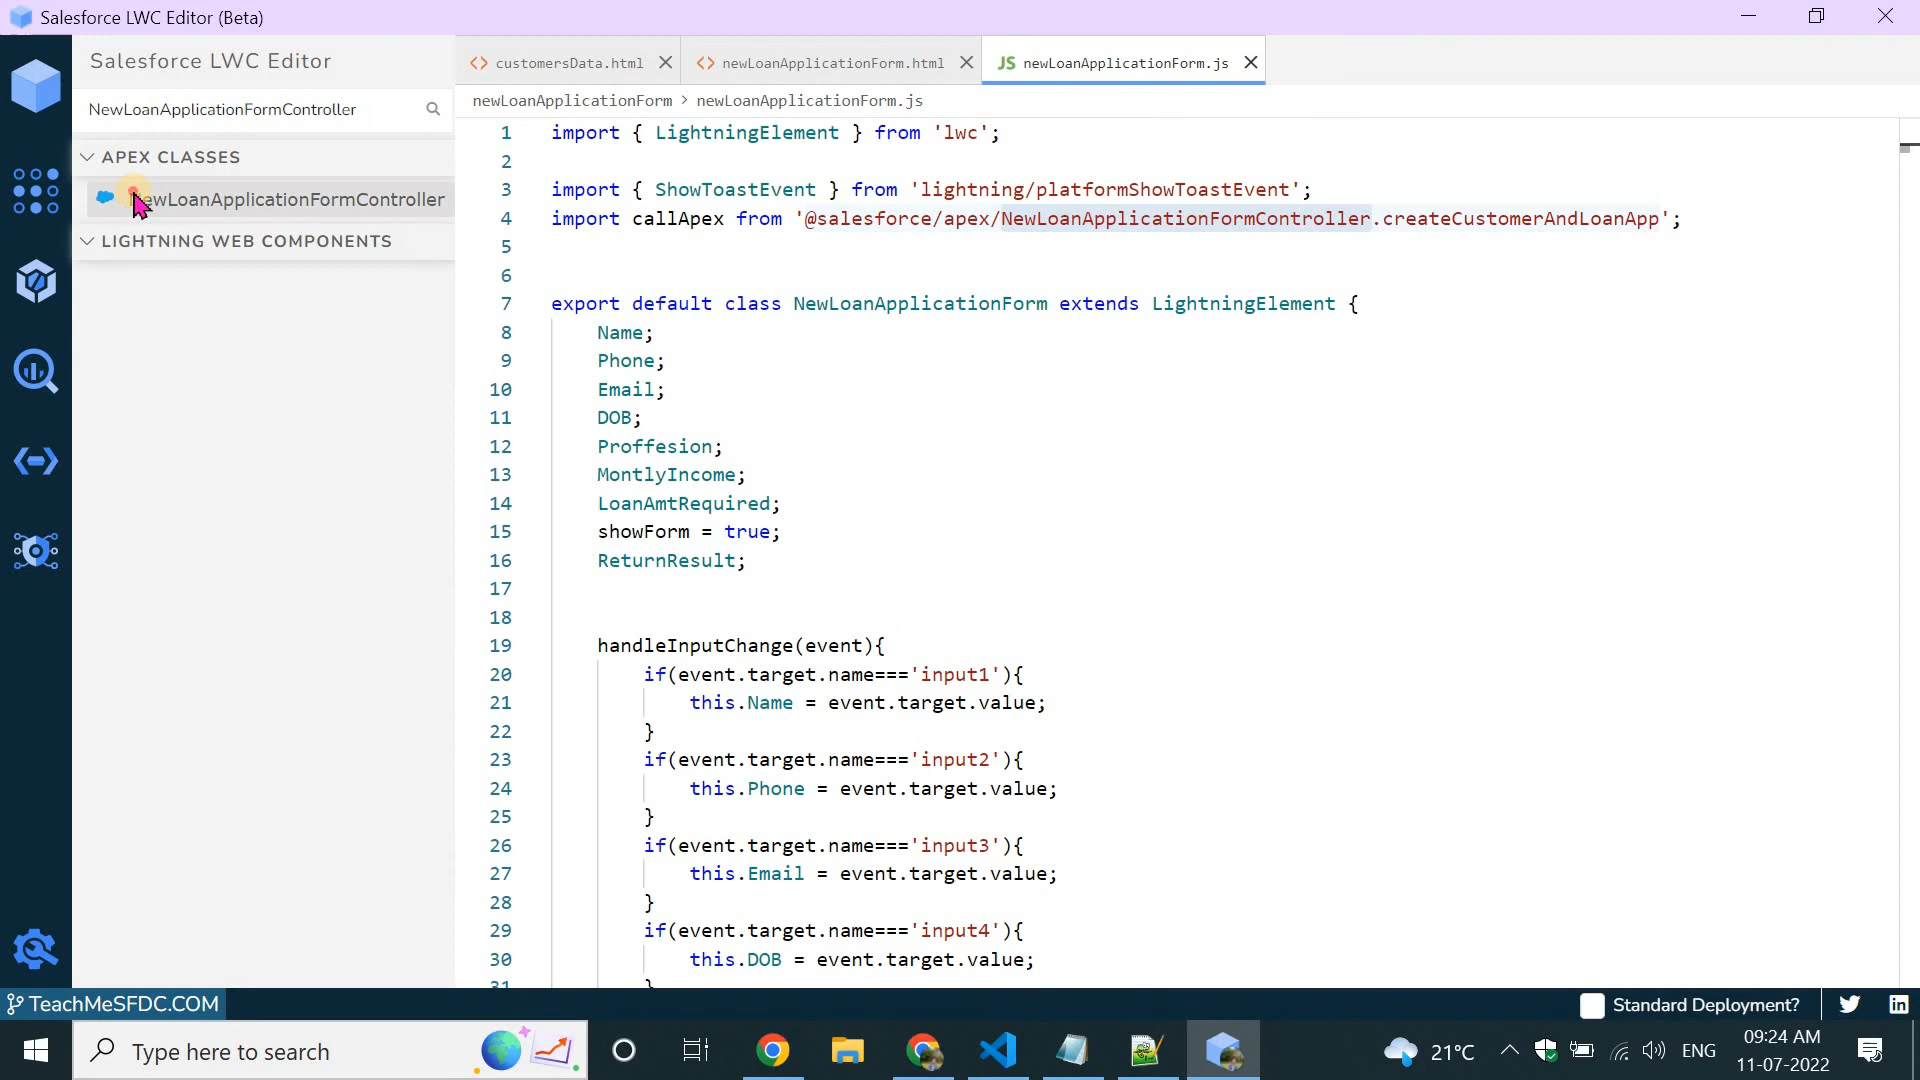 Salesforce LWC Editor (Beta)
Salesforce LWC Editor
NewLoanApplicationFormController
APEX CLASSES
ewLoanApplicationFormController
LIGHTNING WEB COMPONENTS
customersData.html
newLoanApplicationForm.html
JS newLoanApplicationForm.js
newLoanApplicationForm > newLoanApplicationForm.js
1 import { LightningElement } from 'lwc';
2
3 import { ShowToastEvent } from 'lightning/platformShowToastEvent';
4 import callApex from '@salesforce/apex/NewLoanApplicationFormController.createCustomerAndLoanApp';
5
6
7 export default class NewLoanApplicationForm extends LightningElement {
8 Name;
9 Phone;
10 Email;
11 DOB;
12 Proffesion;
13 MontlyIncome;
14 LoanAmtRequired;
15 showForm = true;
16 ReturnResult;
17
18
19 handleInputChange(event){
20 if(event.target.name==='input1'){
21 this.Name = event.target.value;
22 }
23 if(event.target.name==='input2'){
24 this.Phone = event.target.value;
25 }
26 if(event.target.name==='input3'){
27 this.Email = event.target.value;
28 }
29 if(event.target.name==='input4'){
30 this.DOB = event.target.value;
31 }
TeachMeSFDC.COM
Standard Deployment?
Type here to search
21°C
ENG
09:24 AM
11-07-2022